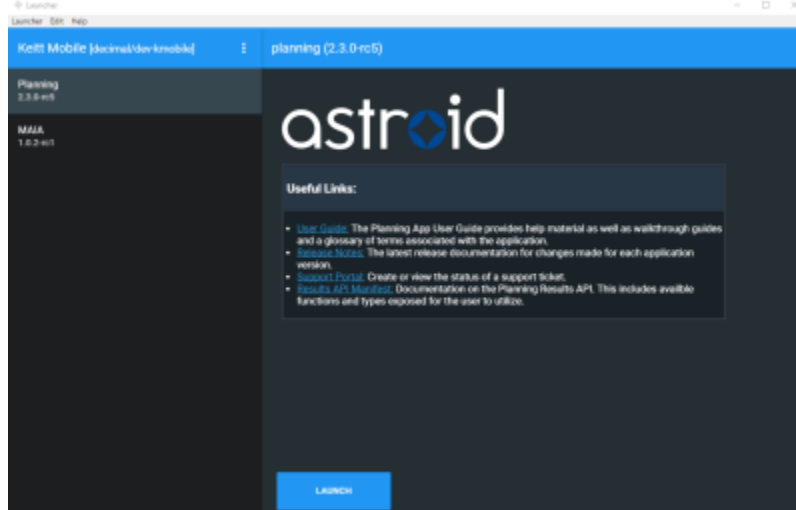 Launcher
Launcher Edit Help
Keitt Mobile [decimal/dev-kmobile]
planning (2.3.0-rc5)
Planning
2.3.0-rc5
MAIA
1.0.2-rc1
astroid
Useful Links:
• User Guide: The Planning App User Guide provides help material as well as walkthrough guides
and a glossary of terms associated with the application.
• Release Notes: The latest release documentation for changes made for each application
version.
• Support Portal: Create or view the status of a support ticket.
• Results API Manifest: Documentation on the Planning Results API. This includes availble
functions and types exposed for the user to utilize.
LAUNCH